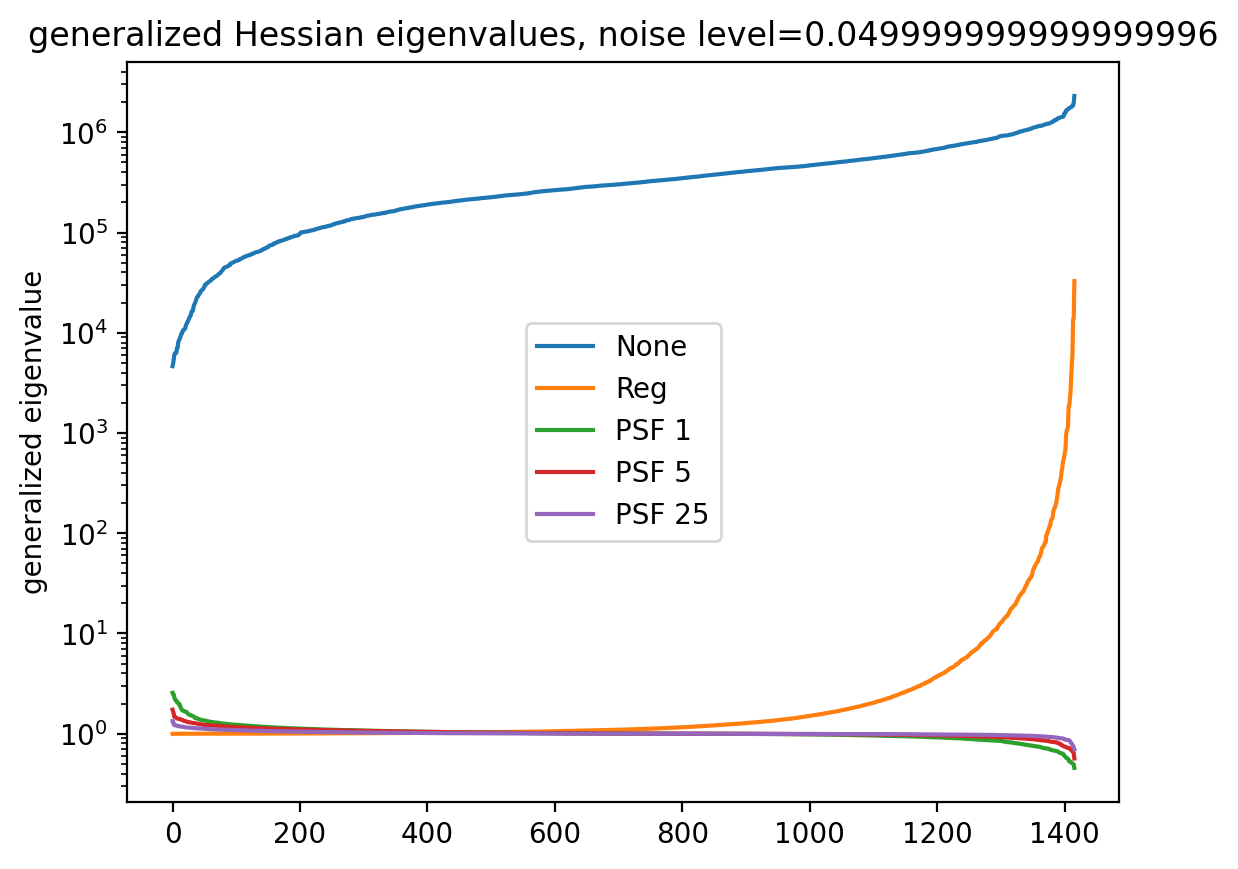 generalized Hessian eigenvalues, noise level=0.049999999999999996
generalized eigenvalue
10^6
10^5
10^4
10^3
10^2
10^1
10^0
None
Reg
PSF 1
PSF 5
PSF 25
0 200 400 600 800 1000 1200 1400